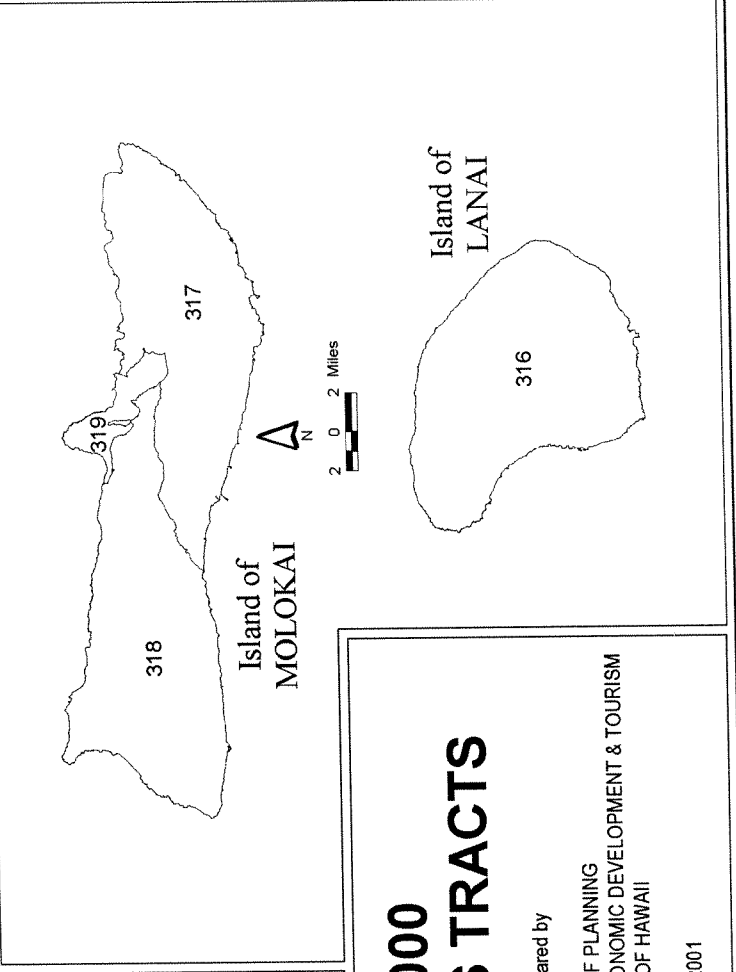 319
317
318
Island of
MOLOKAI
N
2 0 2 Miles
Island of
LANAI
316
000
S TRACTS
ared by
F PLANNING
ONOMIC DEVELOPMENT & TOURISM
OF HAWAII
001